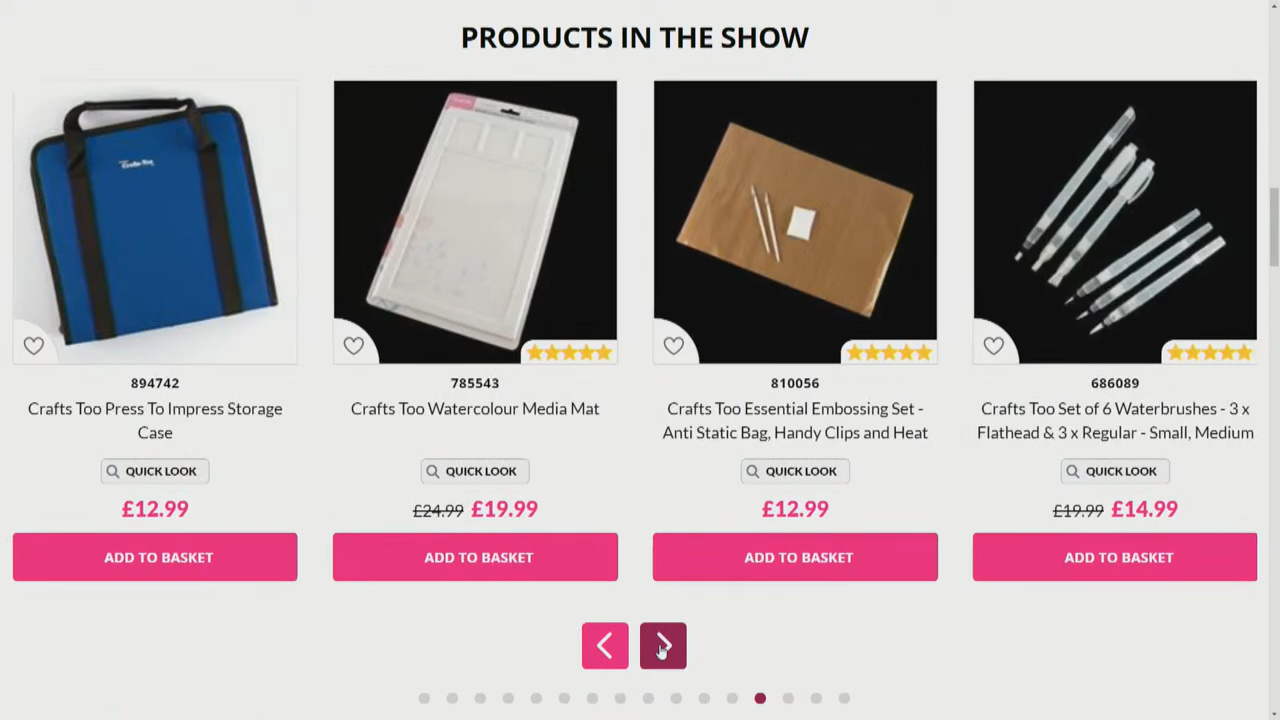 PRODUCTS IN THE SHOW
894742
Crafts Too Press To Impress Storage
Case
QUICK LOOK
£12.99
ADD TO BASKET
785543
Crafts Too Watercolour Media Mat
QUICK LOOK
£24.99 £19.99
ADD TO BASKET
810056
Crafts Too Essential Embossing Set -
Anti Static Bag, Handy Clips and Heat
QUICK LOOK
£12.99
ADD TO BASKET
686089
Crafts Too Set of 6 Waterbrushes - 3 x
Flathead & 3 x Regular - Small, Medium
QUICK LOOK
£19.99 £14.99
ADD TO BASKET